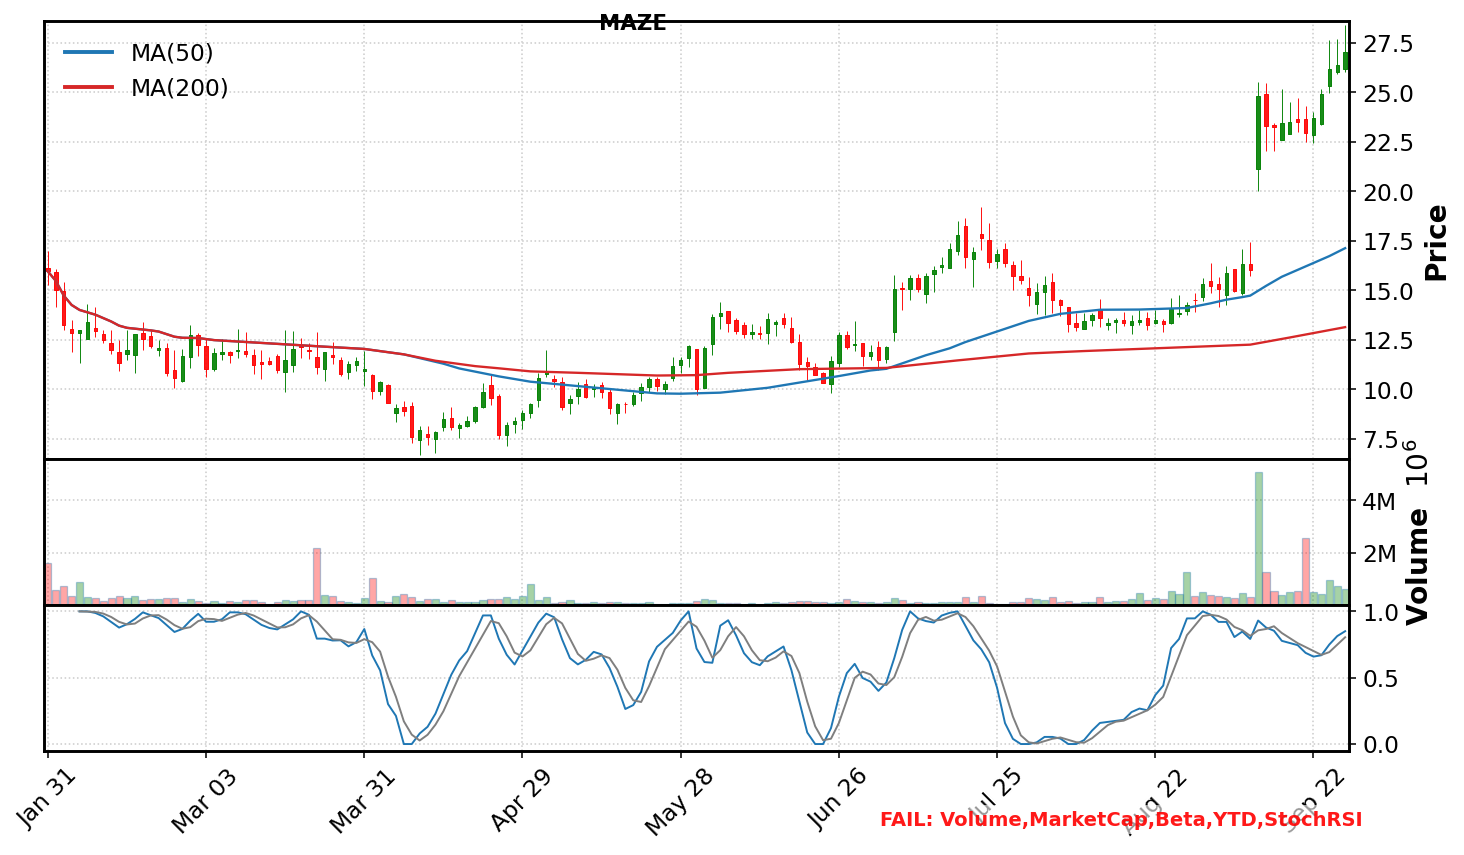 MAZE
MA(50)
MA(200)
27.5
25.0
22.5
20.0
17.5
15.0
12.5
10.0
7.5
Price
4M
2M
Volume 10^6
1.0
0.5
0.0
Jan 31
Mar 03
Mar 31
Apr 29
May 28
Jun 26
Jul 25
Aug 22
Sep 22
FAIL: Volume,MarketCap,Beta,YTD,StochRSI